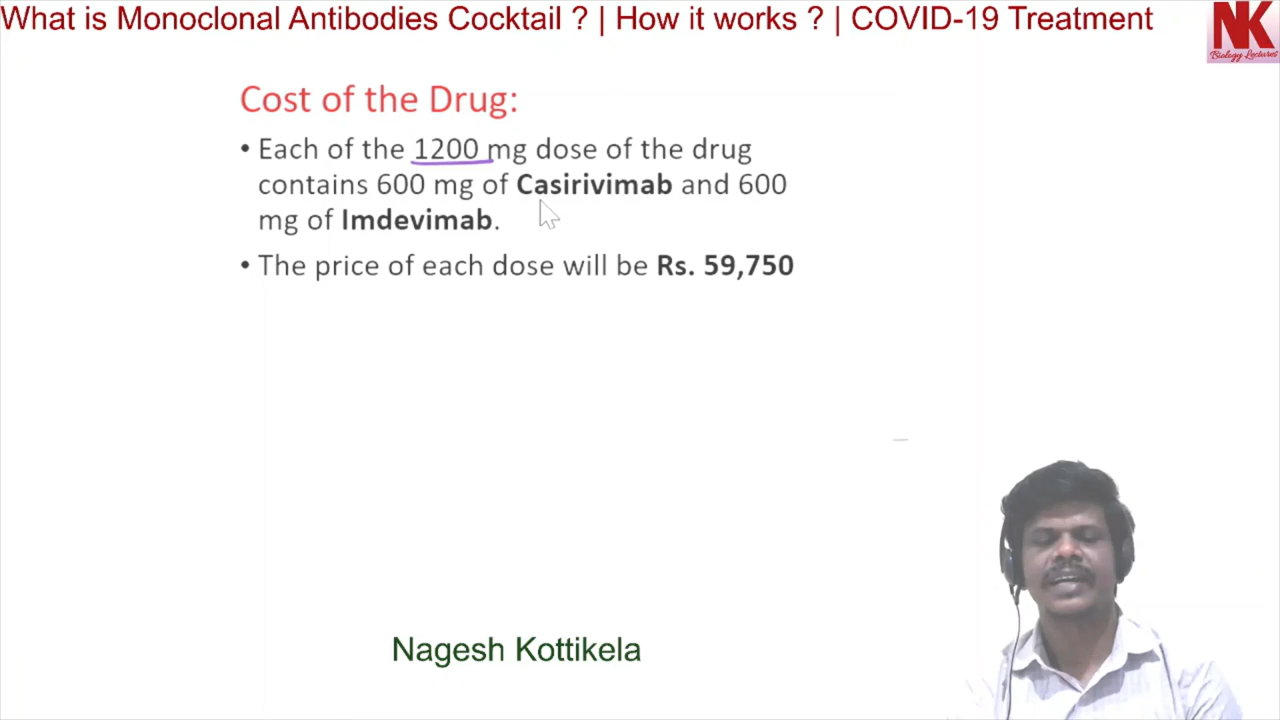 What is Monoclonal Antibodies Cocktail ? | How it works ? | COVID-19 Treatment
NK
Biology Lectures
Cost of the Drug:
• Each of the 1200 mg dose of the drug
contains 600 mg of Casirivimab and 600
mg of Imdevimab.
• The price of each dose will be Rs. 59,750
Nagesh Kottikela